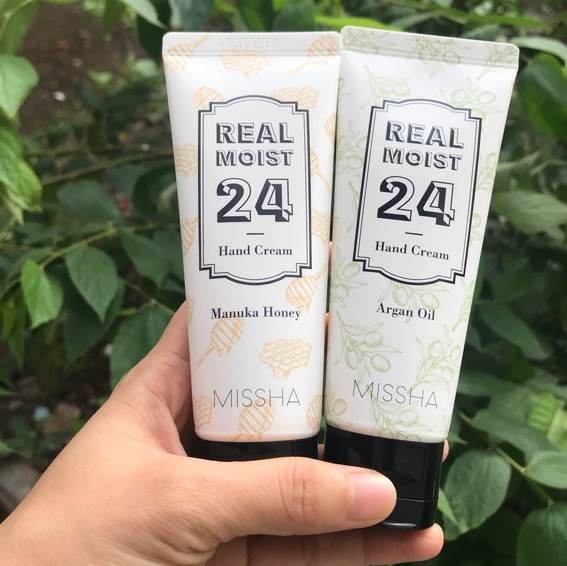 REAL
MOIST
24
Hand Cream
Manuka Honey
MISSHA
REAL
MOIST
24
Hand Cream
Argan Oil
MISSHA